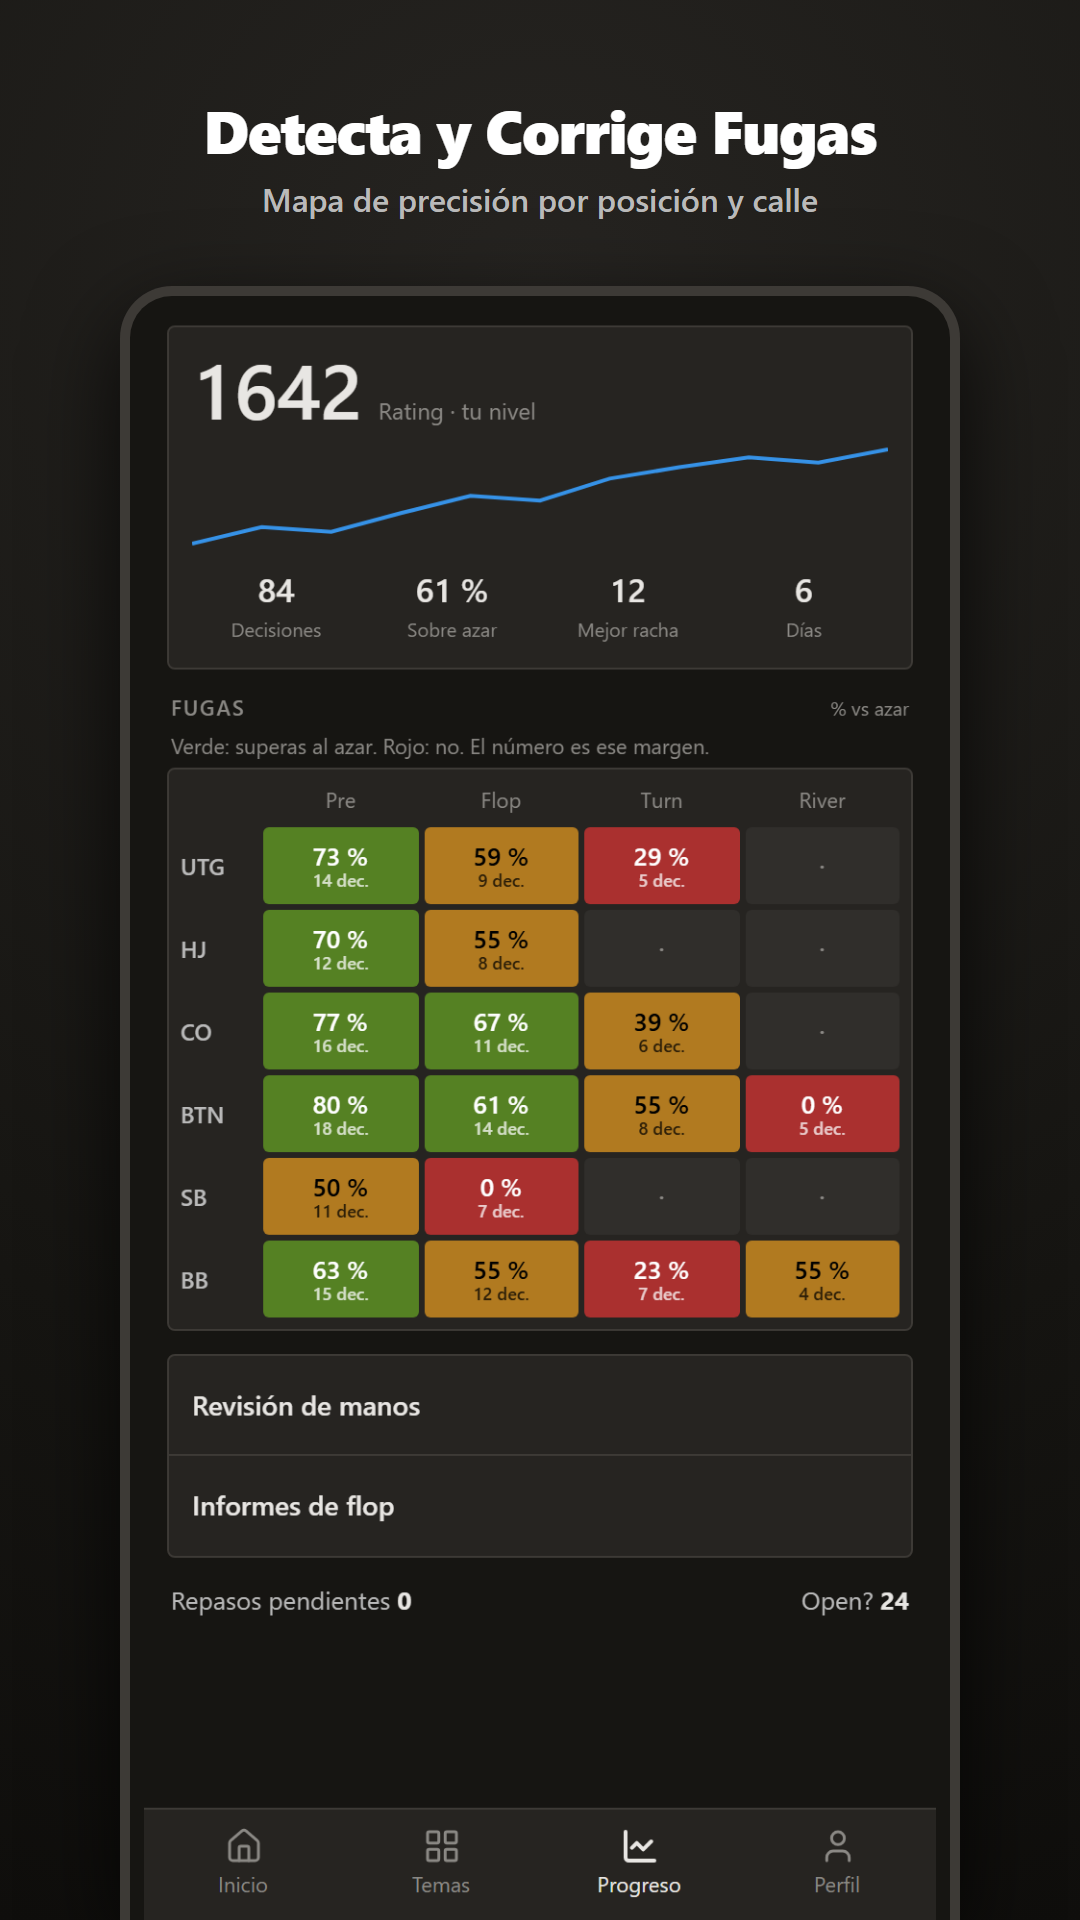 Detecta y Corrige Fugas
Mapa de precisión por posición y calle
1642 Rating · tu nivel
84 61 % 12 6
Decisiones Sobre azar Mejor racha Días
FUGAS % vs azar
Verde: superas al azar. Rojo: no. El número es ese margen.
Pre Flop Turn River
UTG 73 % 59 % 29 % ·
14 dec. 9 dec. 5 dec.
HJ 70 % 55 % · ·
12 dec. 8 dec.
CO 77 % 67 % 39 % ·
16 dec. 11 dec. 6 dec.
BTN 80 % 61 % 55 % 0 %
18 dec. 14 dec. 8 dec. 5 dec.
SB 50 % 0 % · ·
11 dec. 7 dec.
BB 63 % 55 % 23 % 55 %
15 dec. 12 dec. 7 dec. 4 dec.
Revisión de manos
Informes de flop
Repasos pendientes 0 Open? 24
Inicio Temas Progreso Perfil